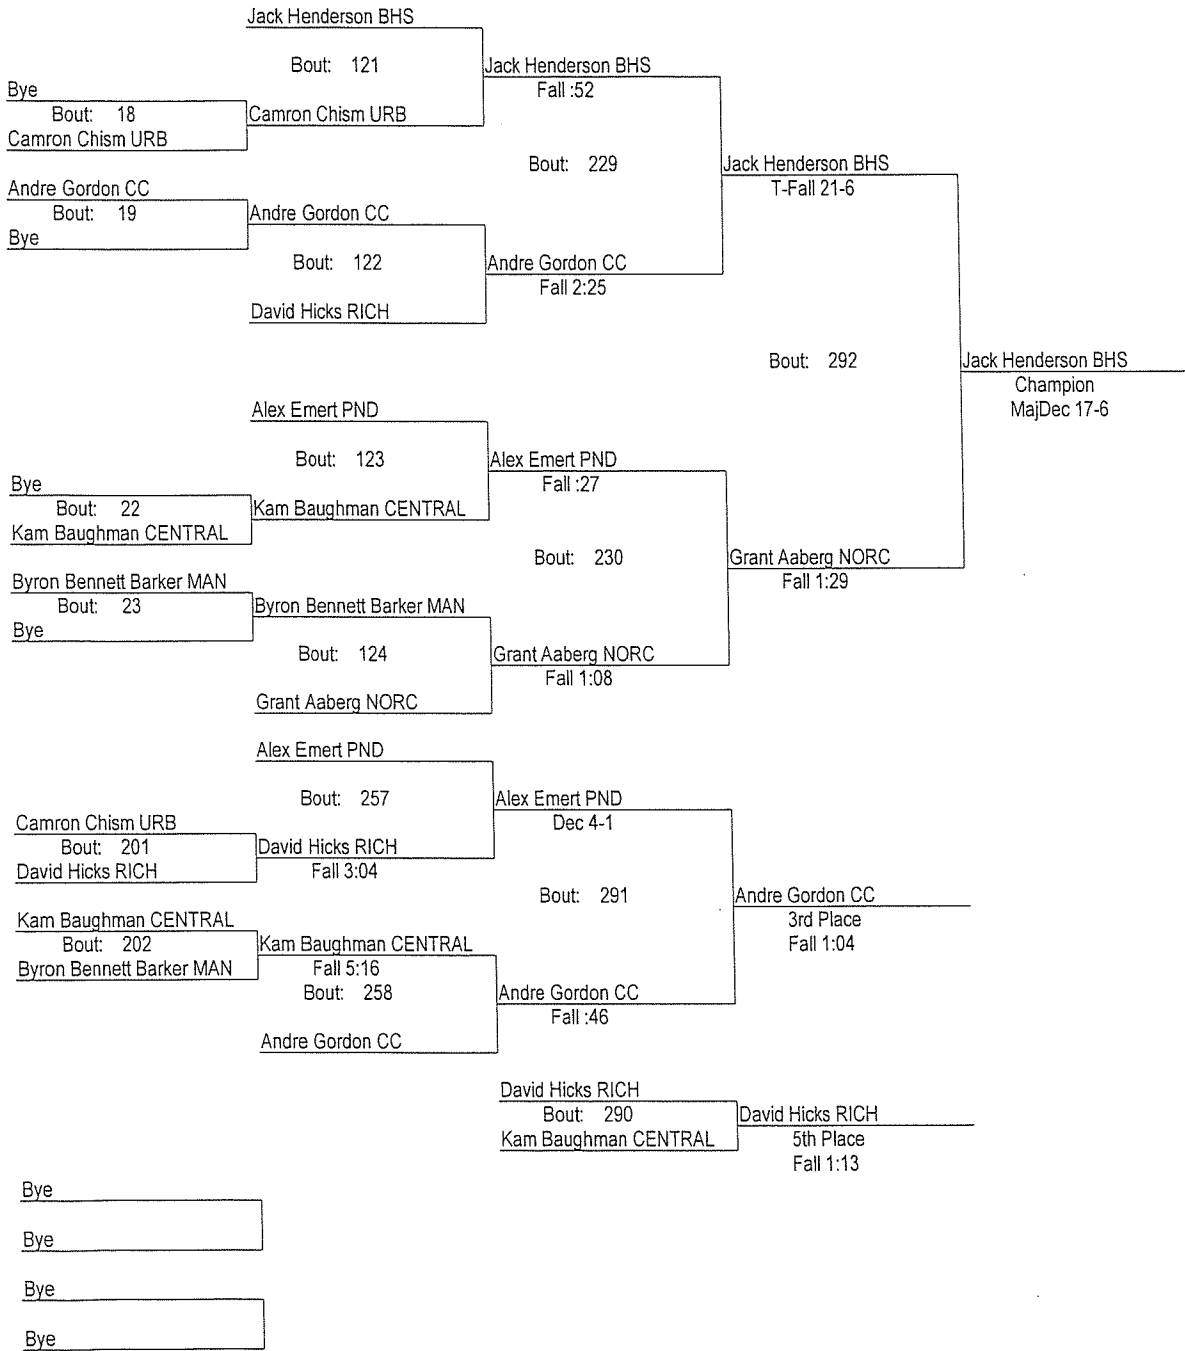 Jack Henderson BHS
Bout: 121
Jack Henderson BHS
Fall :52
Bye
Bout: 18
Camron Chism URB
Camron Chism URB
Bout: 229
Jack Henderson BHS
T-Fall 21-6
Andre Gordon CC
Bout: 19
Bye
Andre Gordon CC
Bout: 122
Andre Gordon CC
Fall 2:25
David Hicks RICH
Bout: 292
Jack Henderson BHS
Champion
MajDec 17-6
Alex Emert PND
Bout: 123
Alex Emert PND
Fall :27
Bye
Bout: 22
Kam Baughman CENTRAL
Kam Baughman CENTRAL
Bout: 230
Grant Aaberg NORC
Fall 1:29
Byron Bennett Barker MAN
Bout: 23
Bye
Byron Bennett Barker MAN
Bout: 124
Grant Aaberg NORC
Fall 1:08
Grant Aaberg NORC
Alex Emert PND
Bout: 257
Alex Emert PND
Dec 4-1
Camron Chism URB
Bout: 201
David Hicks RICH
David Hicks RICH
Fall 3:04
Bout: 291
Andre Gordon CC
3rd Place
Fall 1:04
Kam Baughman CENTRAL
Bout: 202
Byron Bennett Barker MAN
Kam Baughman CENTRAL
Fall 5:16
Bout: 258
Andre Gordon CC
Fall :46
Andre Gordon CC
David Hicks RICH
Bout: 290
Kam Baughman CENTRAL
David Hicks RICH
5th Place
Fall 1:13
Bye
Bye
Bye
Bye